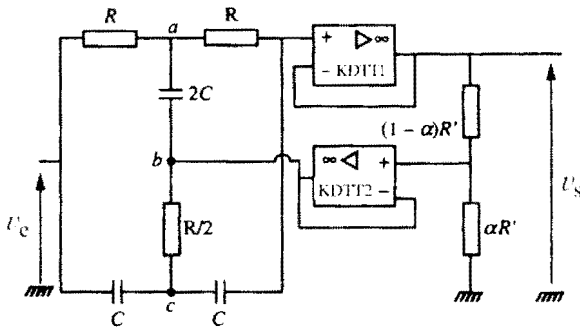 R
a
R
+ ▷ ∞
− KDTT1
2C
(1 − α)R'
b
∞ ◁ +
KDTT2 −
R/2
αR'
U_e
U_s
C
c
C